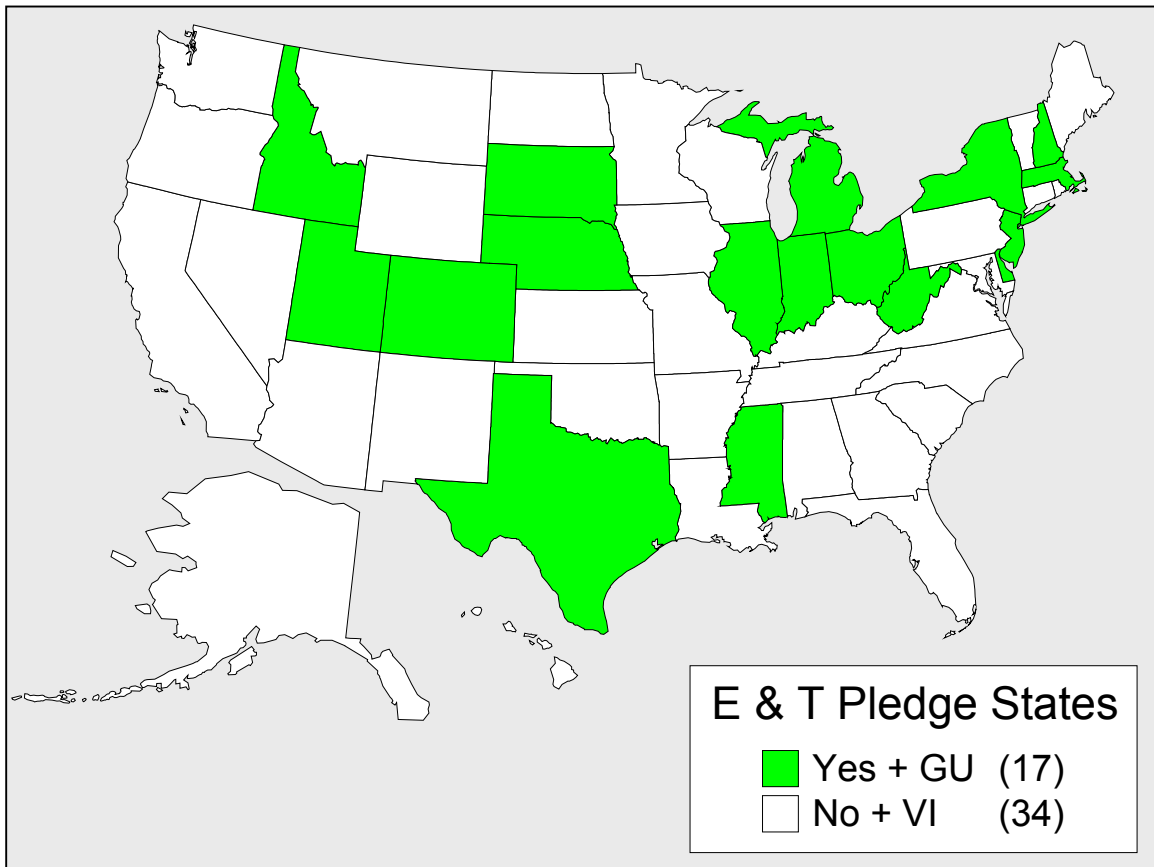 E & T Pledge States
Yes + GU (17)
No + VI (34)